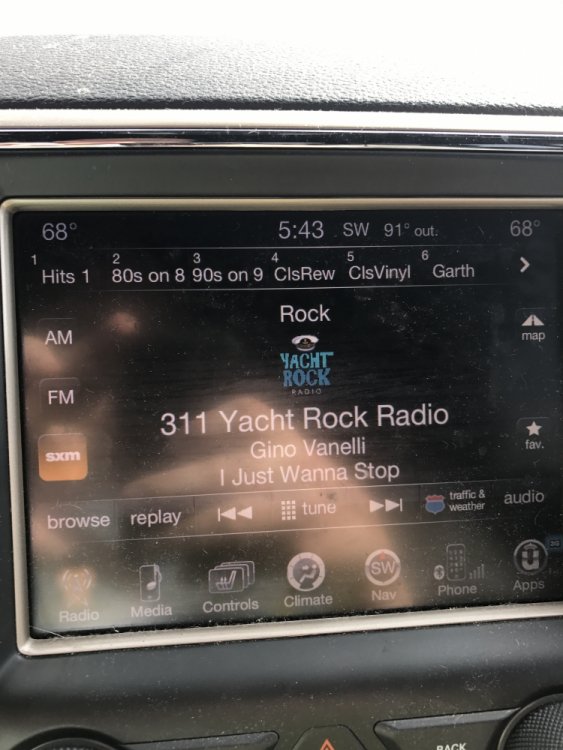 68° 5:43 SW 91° out. 68°
1 2 3 4 5 6
Hits 1 80s on 8 90s on 9 ClsRew ClsVinyl Garth
Rock
AM
map
YACHT
ROCK
RADIO
FM
311 Yacht Rock Radio
fav.
Gino Vanelli
sxm
I Just Wanna Stop
browse replay tune traffic & weather audio
3G
SW
Radio Media Controls Climate Nav Phone Apps
BACK